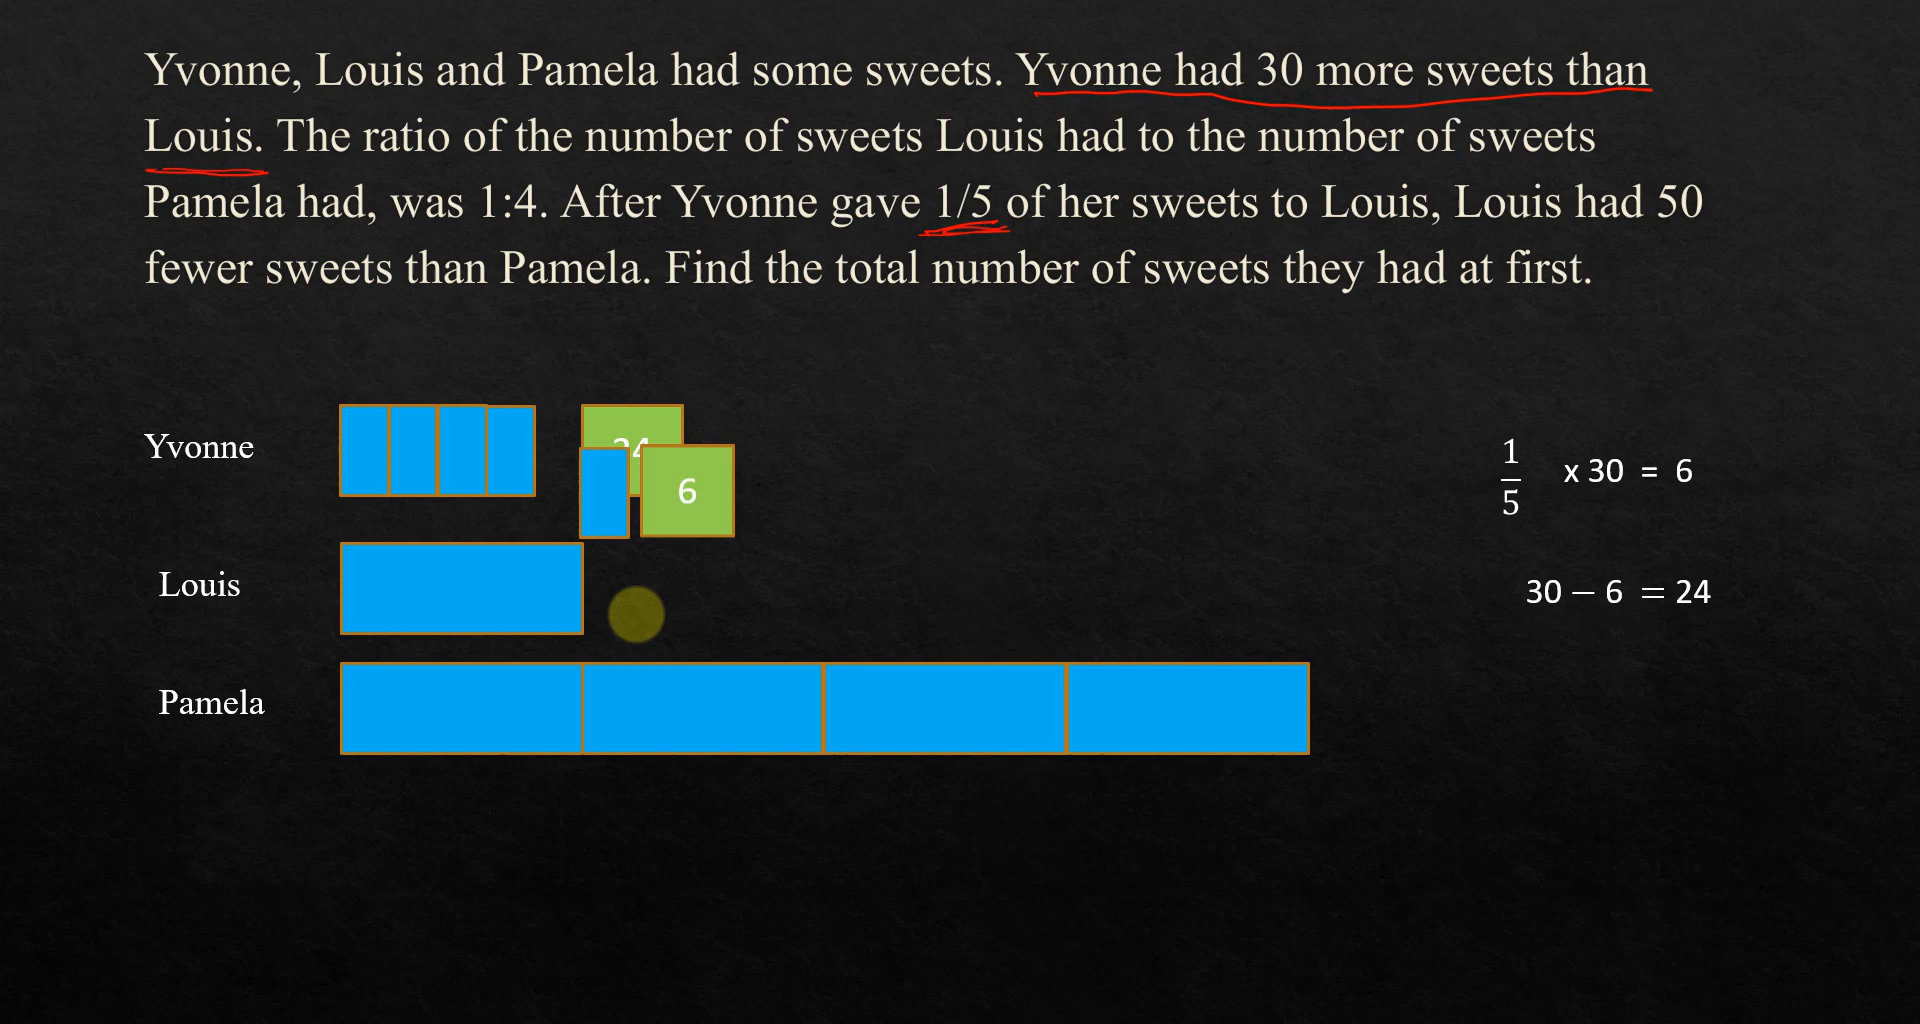 Yvonne, Louis and Pamela had some sweets. Yvonne had 30 more sweets than
Louis. The ratio of the number of sweets Louis had to the number of sweets
Pamela had, was 1:4. After Yvonne gave 1/5 of her sweets to Louis, Louis had 50
fewer sweets than Pamela. Find the total number of sweets they had at first.
Yvonne
24
6
1/5 x 30 = 6
Louis
30 – 6 = 24
Pamela